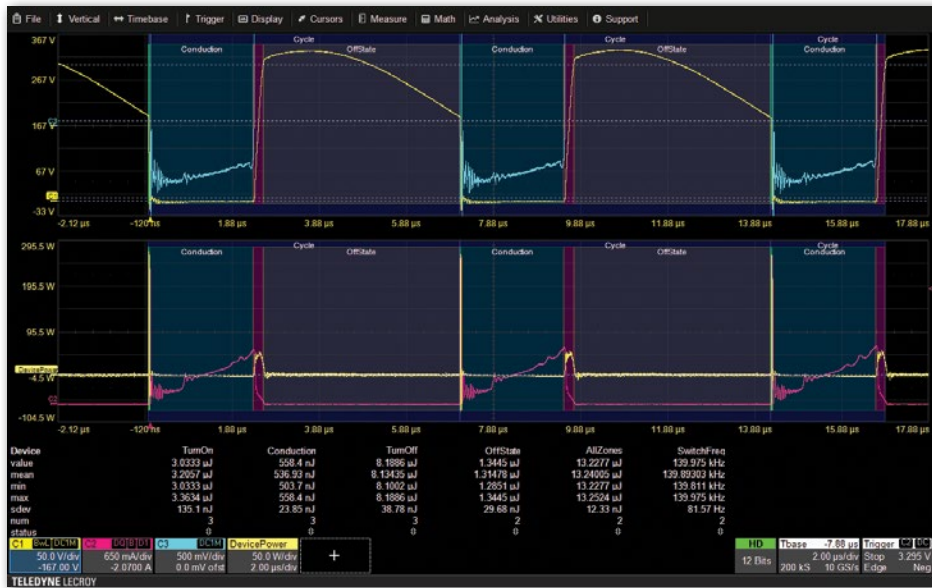 File Vertical Timebase Trigger Display Cursors Measure Math Analysis Utilities Support
367 V
267 V
167 V
67 V
-33 V
Cycle Cycle
Conduction OffState Conduction OffState Conduction
C2
C1
-2.12 µs -120 ns 1.88 µs 3.88 µs 5.88 µs 7.88 µs 9.88 µs 11.88 µs 13.88 µs 15.88 µs 17.88 µs
295.5 W
95.5 W
-4.5 W
-104.5 W
Cycle Cycle
Conduction OffState Conduction OffState Conduction
DevicePower
C2
-2.12 µs -120 ns 1.88 µs 3.88 µs 5.88 µs 7.88 µs 9.88 µs 11.88 µs 13.88 µs 15.88 µs 17.88 µs
Device TurnOn Conduction TurnOff OffState AllZones SwitchFreq
value 3.0333 µJ 558.4 nJ 8.1886 µJ 1.3445 µJ 13.2277 µJ 139.975 kHz
mean 3.2057 µJ 536.93 nJ 8.13435 µJ 1.31478 µJ 13.24005 µJ 139.89303 kHz
min 3.0333 µJ 503.7 nJ 8.1002 µJ 1.2851 µJ 13.2277 µJ 139.811 kHz
max 3.3634 µJ 558.4 nJ 8.1886 µJ 1.3445 µJ 13.2524 µJ 139.975 kHz
sdev 135.1 nJ 23.85 nJ 38.78 nJ 29.68 nJ 12.33 nJ 81.57 Hz
num 3 3 3 2 2 2
status 0 0 0 0 0 0
C1 BwL DC1M C2 DQ B D1 C3 DC1M DevicePower HD Tbase -7.88 µs Trigger C2 DC
50.0 V/div 650 mA/div 500 mV/div 50.0 W/div 12 Bits 2.00 µs/div Stop 3.295 V
-167.00 V -2.0700 A 0.0 mV ofst 2.00 µs/div 200 kS 10 GS/s Edge Neg
+
TELEDYNE LECROY